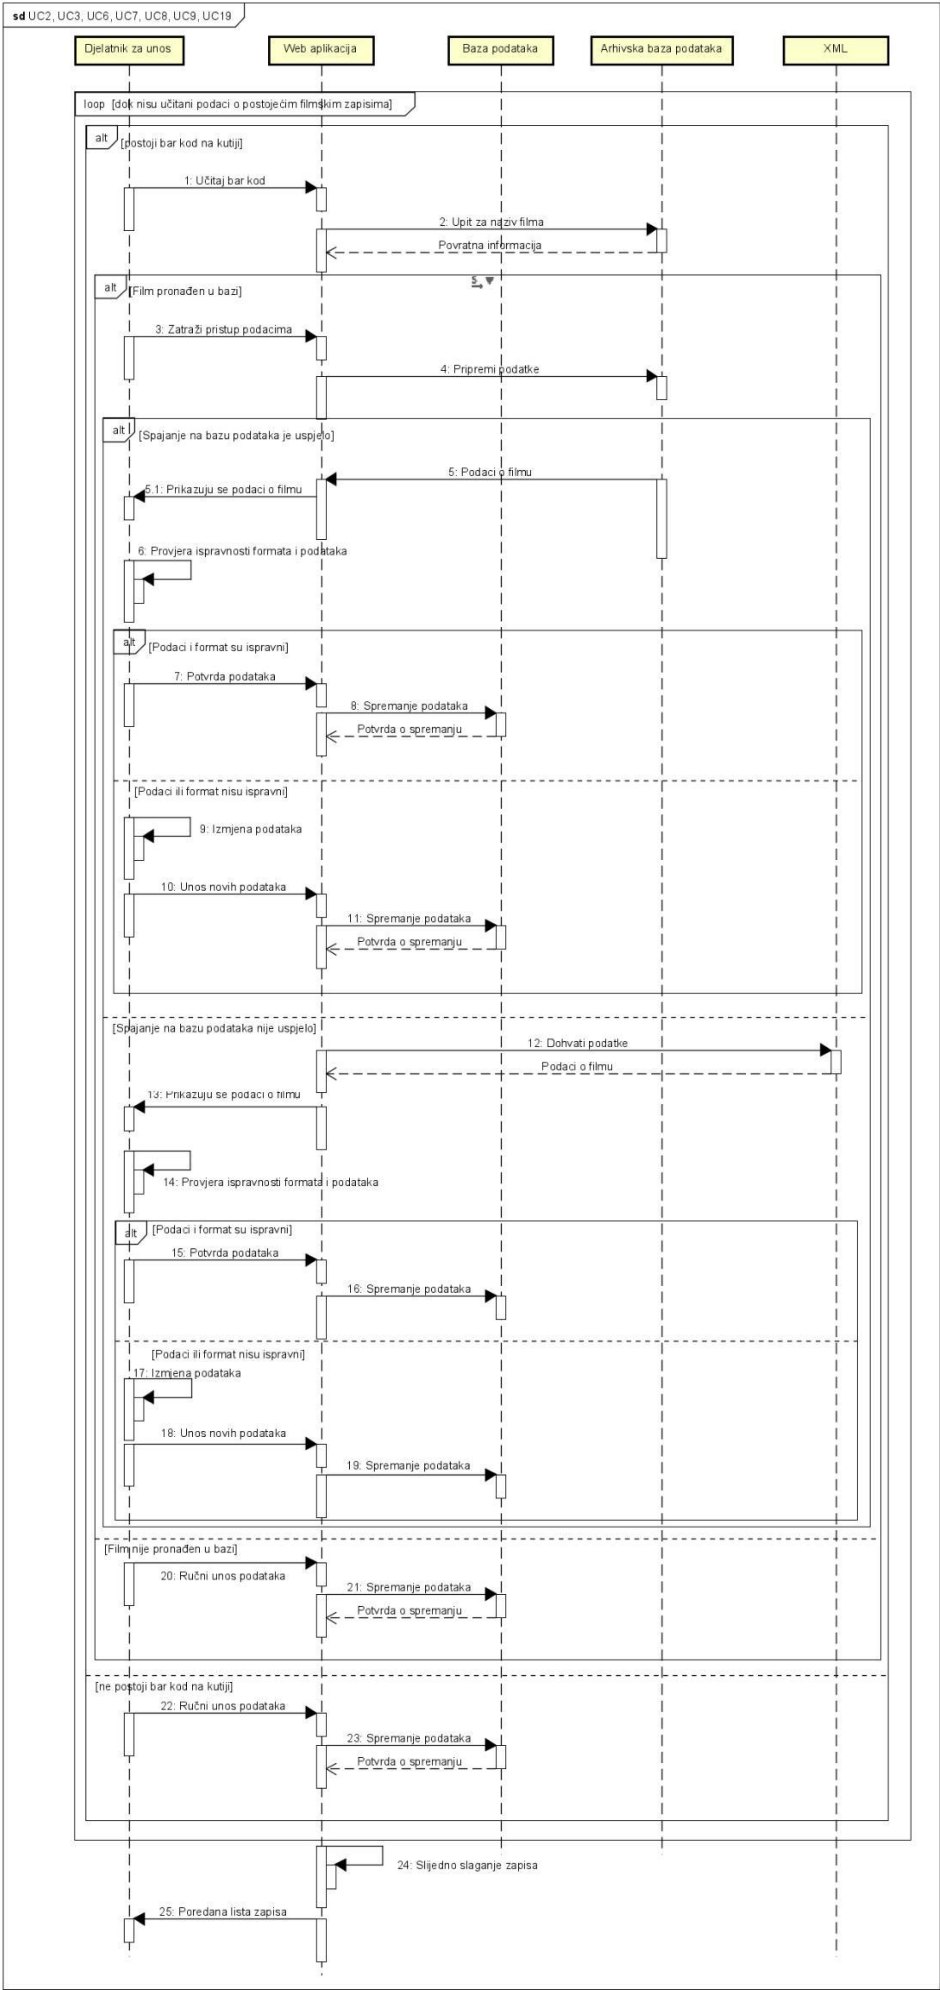 sd UC2, UC3, UC6, UC7, UC8, UC9, UC19
Djelatnik za unos
Web aplikacija
Baza podataka
Arhivska baza podataka
XML
loop [dok nisu učitani podaci o postojećim filmskim zapisima]
alt [postoji bar kod na kutiji]
1: Učitaj bar kod
2: Upit za naziv filma
Povratna informacija
alt [Film pronađen u bazi]
3: Zatraži pristup podacima
4: Pripremi podatke
alt [Spajanje na bazu podataka je uspjelo]
5: Podaci o filmu
5.1: Prikazuju se podaci o filmu
6: Provjera ispravnosti formata i podataka
alt [Podaci i format su ispravni]
7: Potvrda podataka
8: Spremanje podataka
Potvrda o spremanju
[Podaci ili format nisu ispravni]
9: Izmjena podataka
10: Unos novih podataka
11: Spremanje podataka
Potvrda o spremanju
[Spajanje na bazu podataka nije uspjelo]
12: Dohvati podatke
Podaci o filmu
13: Prikazuju se podaci o filmu
14: Provjera ispravnosti formata i podataka
alt [Podaci i format su ispravni]
15: Potvrda podataka
16: Spremanje podataka
[Podaci ili format nisu ispravni]
17: Izmjena podataka
18: Unos novih podataka
19: Spremanje podataka
[Film nije pronađen u bazi]
20: Ručni unos podataka
21: Spremanje podataka
Potvrda o spremanju
[ne postoji bar kod na kutiji]
22: Ručni unos podataka
23: Spremanje podataka
Potvrda o spremanju
24: Slijedno slaganje zapisa
25: Poredana lista zapisa